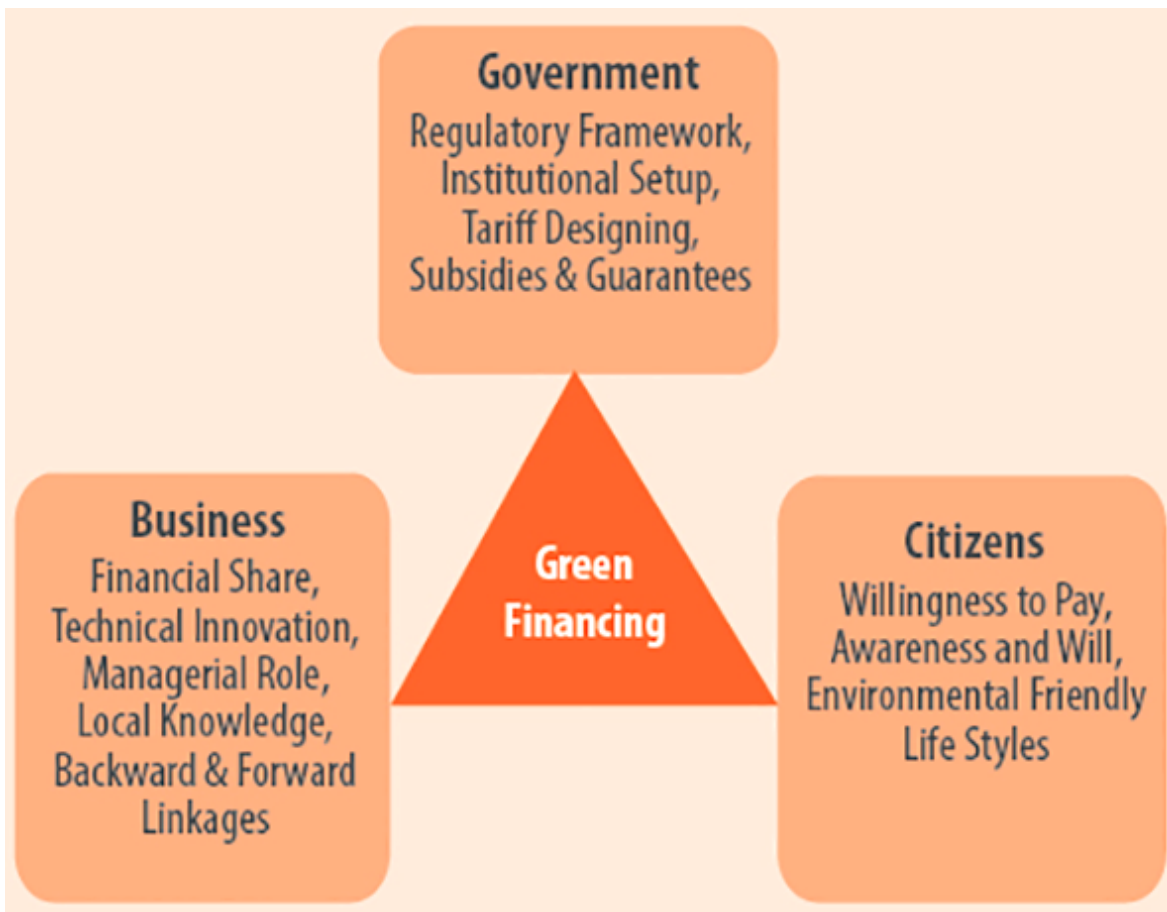 Government
Regulatory Framework,
Institutional Setup,
Tariff Designing,
Subsidies & Guarantees
Business
Financial Share,
Technical Innovation,
Managerial Role,
Local Knowledge,
Backward & Forward
Linkages
Green
Financing
Citizens
Willingness to Pay,
Awareness and Will,
Environmental Friendly
Life Styles